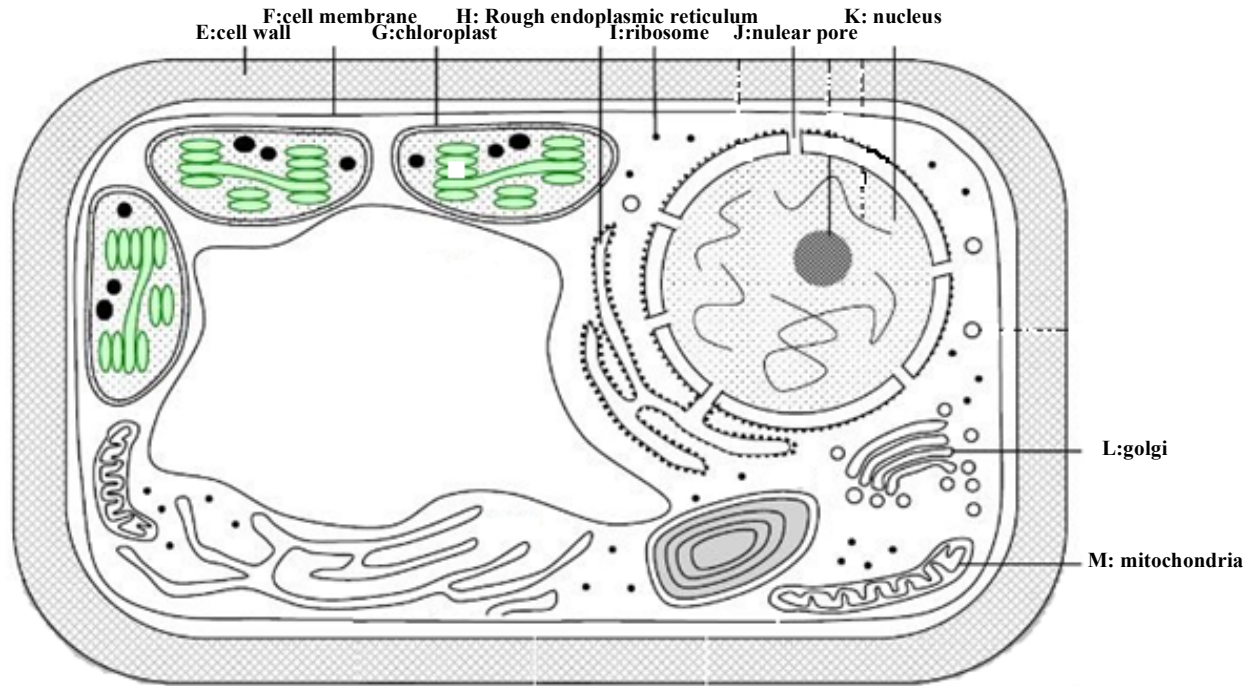 F:cell membrane
H: Rough endoplasmic reticulum
K: nucleus
E:cell wall
G:chloroplast
I:ribosome
J:nulear pore
L:golgi
M: mitochondria